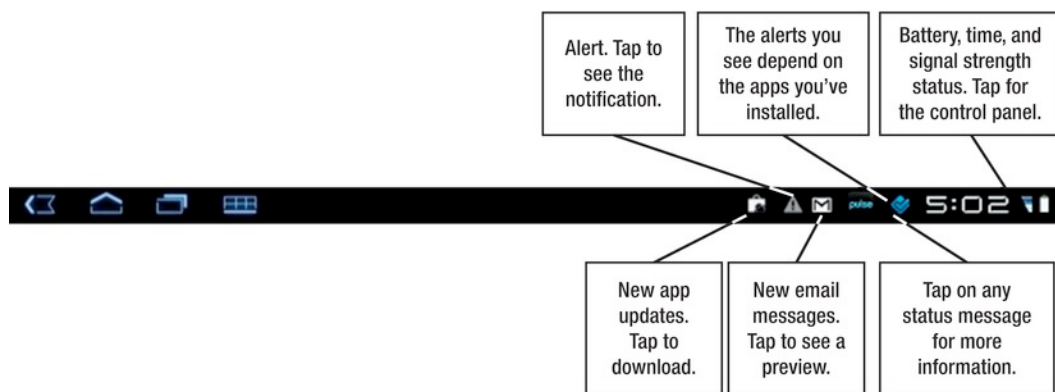 Alert. Tap to
see the
notification.
The alerts you
see depend on
the apps you’ve
installed.
Battery, time, and
signal strength
status. Tap for
the control panel.
pulse
5:02
New app
updates.
Tap to
download.
New email
messages.
Tap to see a
preview.
Tap on any
status message
for more
information.